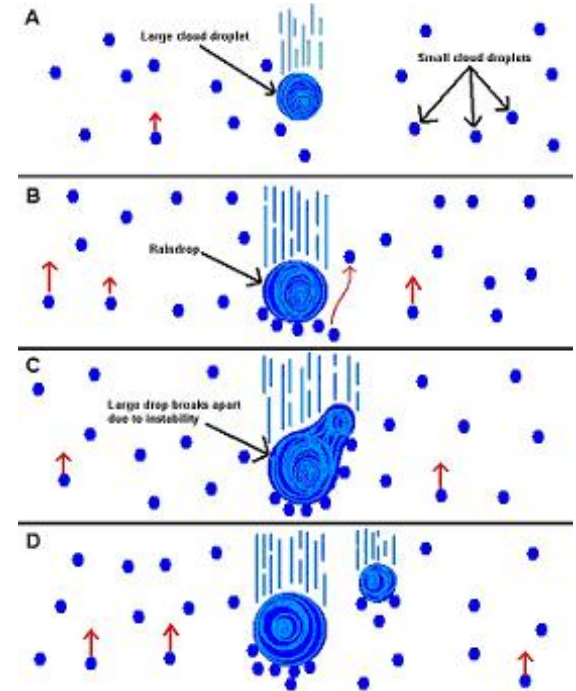 A
Large cloud droplet
Small cloud droplets
B
Raindrop
C
Large drop breaks apart
due to instability
D